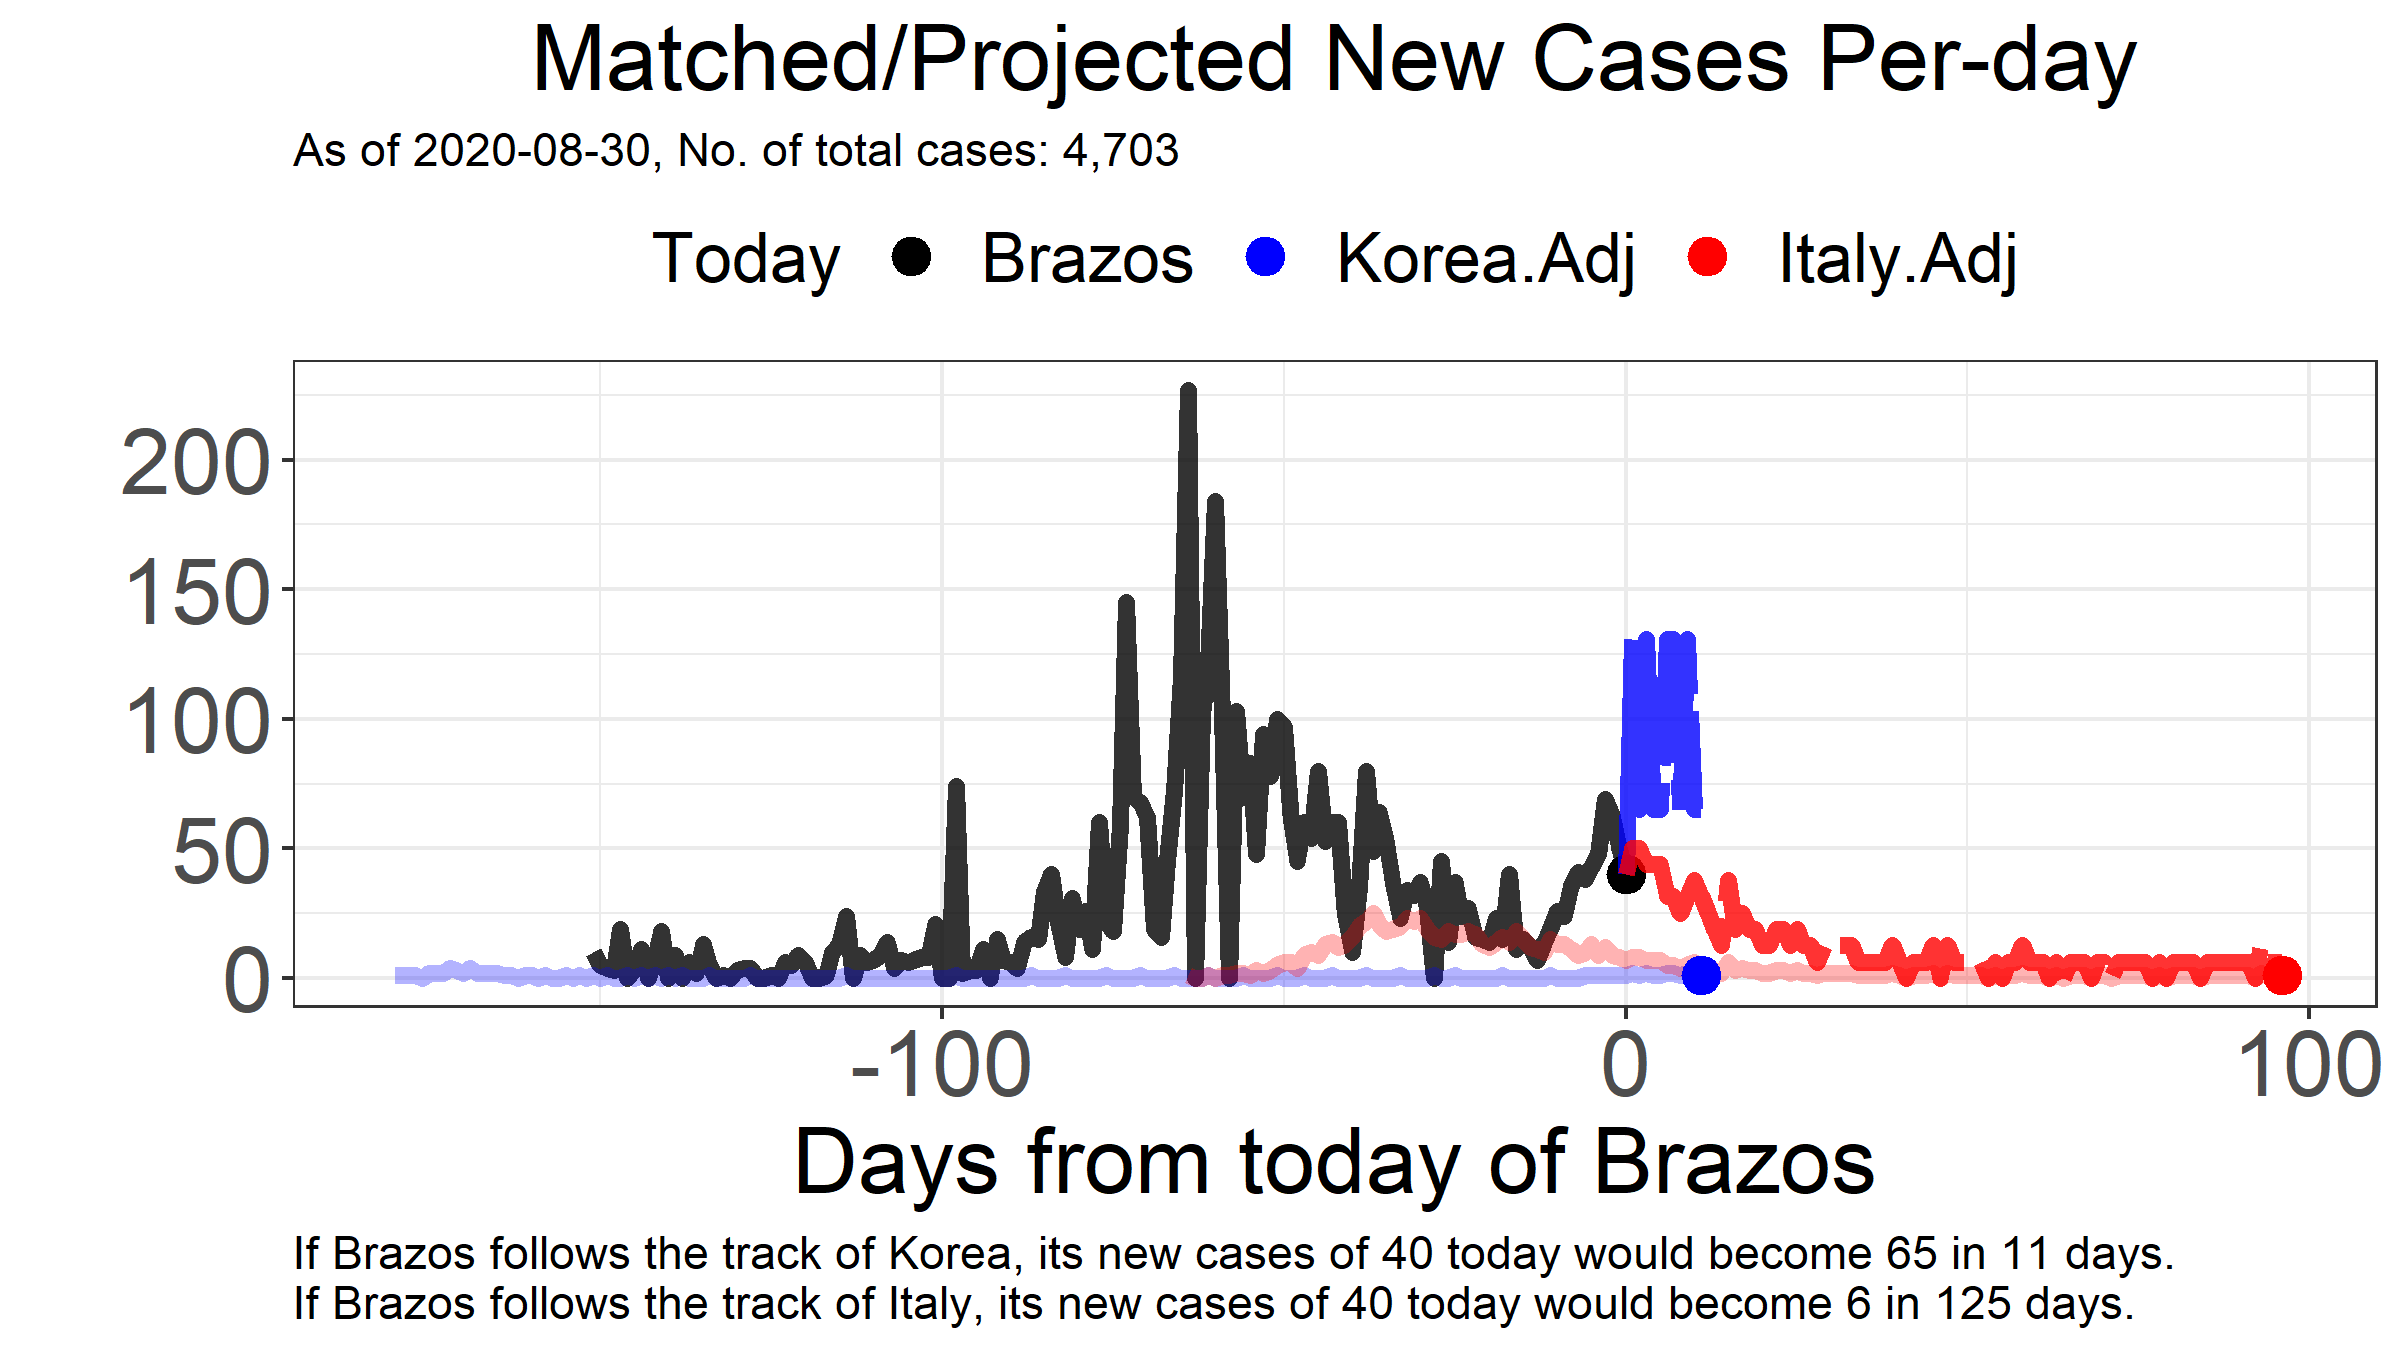 Matched/Projected New Cases Per-day
As of 2020-08-30, No. of total cases: 4,703
Today Brazos Korea.Adj Italy.Adj
200
150
100
50
0
-100 0 100
Days from today of Brazos
If Brazos follows the track of Korea, its new cases of 40 today would become 65 in 11 days.
If Brazos follows the track of Italy, its new cases of 40 today would become 6 in 125 days.